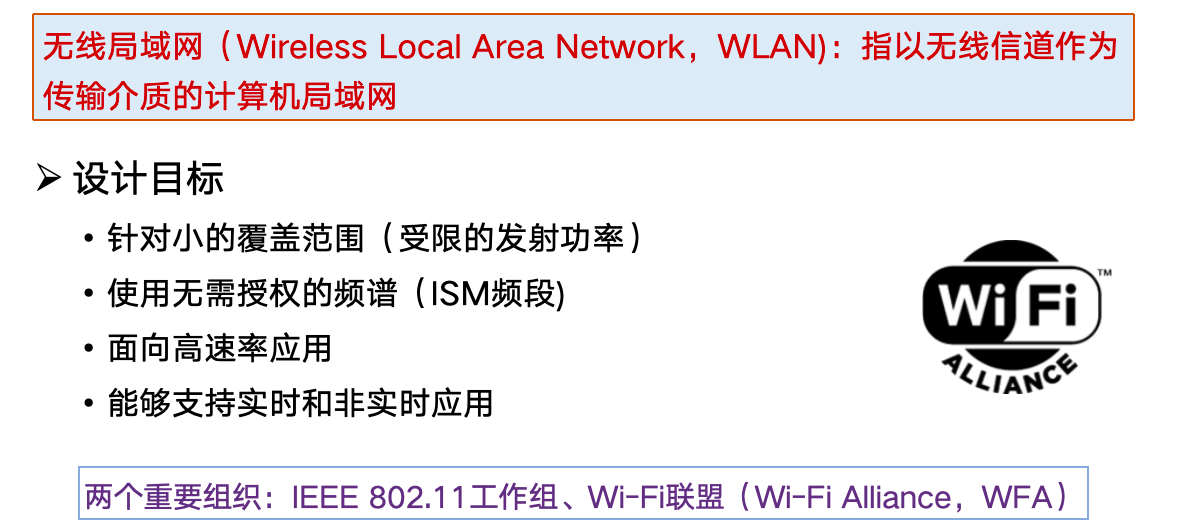 无线局域网（Wireless Local Area Network，WLAN)：指以无线信道作为
传输介质的计算机局域网
➢ 设计目标
• 针对小的覆盖范围（受限的发射功率）
• 使用无需授权的频谱（ISM频段)
• 面向高速率应用
• 能够支持实时和非实时应用
Wi Fi ™
ALLIANCE
两个重要组织：IEEE 802.11工作组、Wi-Fi联盟（Wi-Fi Alliance，WFA）